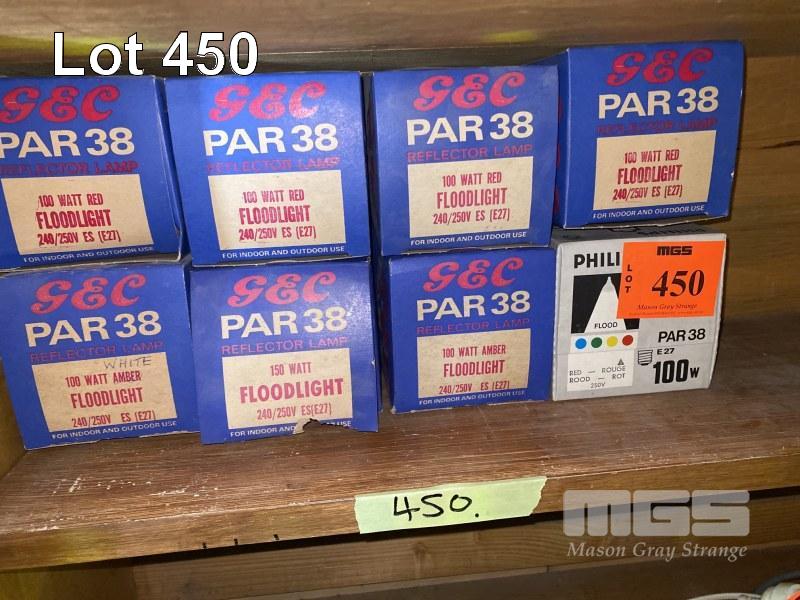 Lot 450
GEC
PAR 38
REFLECTOR LAMP
100 WATT RED
FLOODLIGHT
240/250V ES (E27)
FOR INDOOR AND OUTDOOR USE
GEC
PAR 38
REFLECTOR LAMP
100 WATT RED
FLOODLIGHT
240/250V ES (E27)
FOR INDOOR AND OUTDOOR USE
GEC
PAR 38
REFLECTOR LAMP
100 WATT RED
FLOODLIGHT
240/250V ES (E27)
FOR INDOOR AND OUTDOOR USE
GEC
PAR 38
REFLECTOR LAMP
100 WATT RED
FLOODLIGHT
240/250V ES (E27)
FOR INDOOR AND OUTDOOR USE
GEC
PAR 38
REFLECTOR LAMP
WHITE
100 WATT AMBER
FLOODLIGHT
240/250V ES (E27)
FOR INDOOR AND OUTDOOR USE
GEC
PAR 38
REFLECTOR LAMP
150 WATT
FLOODLIGHT
240/250V ES(E27)
FOR INDOOR AND OUTDOOR USE
GEC
PAR 38
REFLECTOR LAMP
100 WATT AMBER
FLOODLIGHT
240/250V ES (E27)
FOR INDOOR AND OUTDOOR USE
PHILI
MGS
LOT
450
Mason Gray Strange
FLOOD
PAR 38
E 27
100W
RED — ROUGE
ROOD — ROT
250V
450.
MGS
Mason Gray Strange